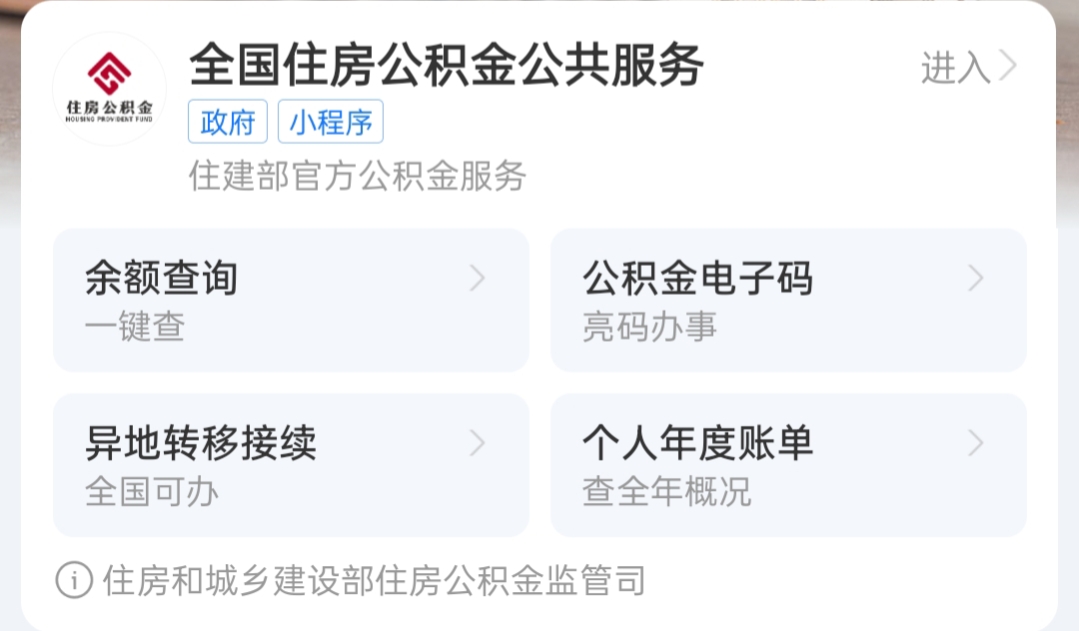 住房公积金
HOUSING PROVIDENT FUND
全国住房公积金公共服务
进入
政府 小程序
住建部官方公积金服务
余额查询
一键查
公积金电子码
亮码办事
异地转移接续
全国可办
个人年度账单
查全年概况
住房和城乡建设部住房公积金监管司